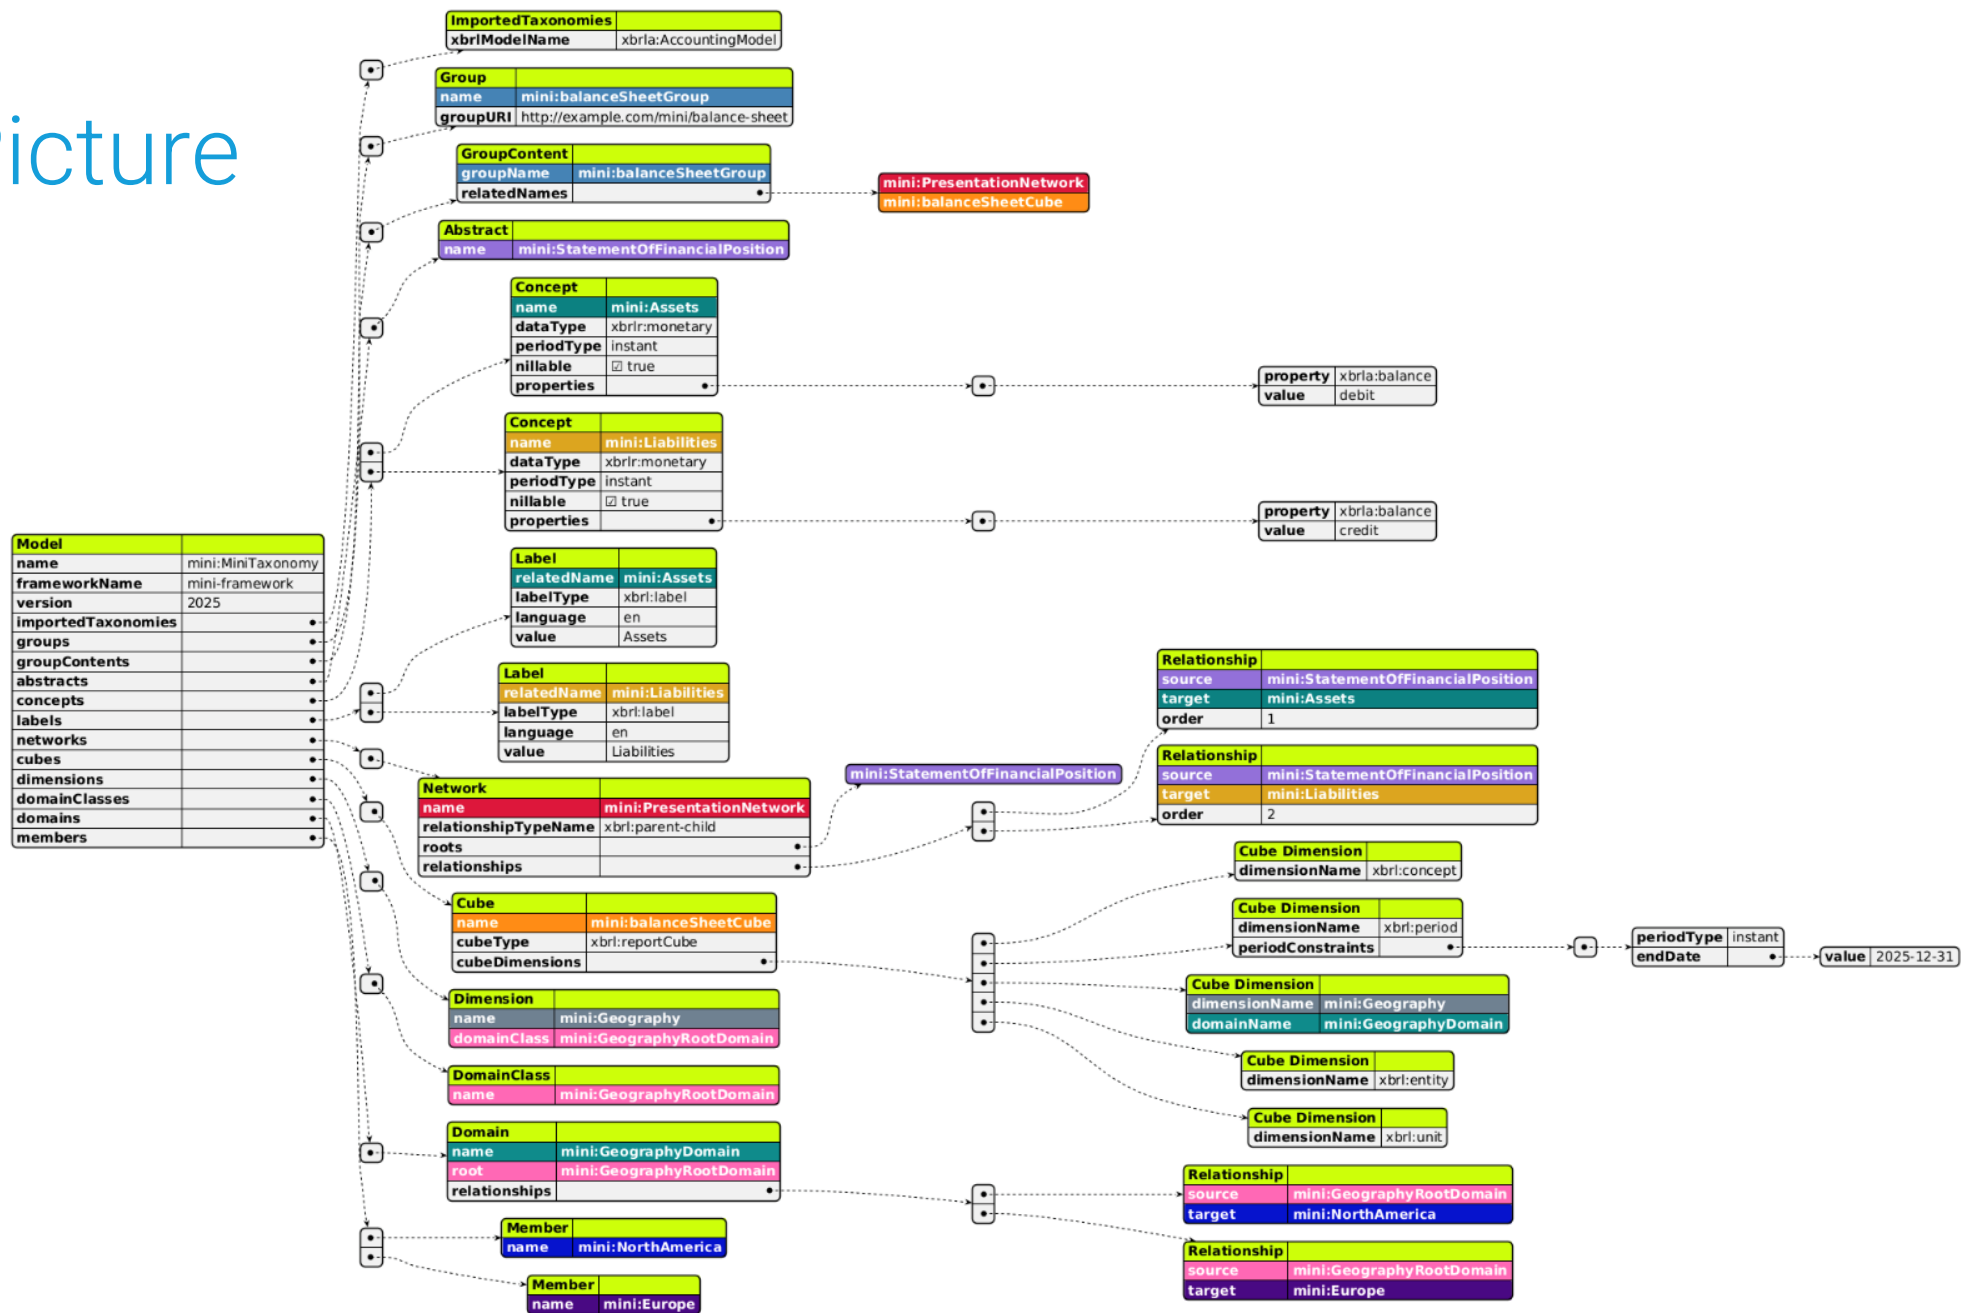 icture
ImportedTaxonomies
xbrlModelName xbrla:AccountingModel
Group
name mini:balanceSheetGroup
groupURI http://example.com/mini/balance-sheet
GroupContent
groupName mini:balanceSheetGroup
relatedNames
mini:PresentationNetwork
mini:balanceSheetCube
Abstract
name mini:StatementOfFinancialPosition
Concept
name mini:Assets
dataType xbrlr:monetary
periodType instant
nillable ☑ true
properties
property xbrla:balance
value debit
Concept
name mini:Liabilities
dataType xbrlr:monetary
periodType instant
nillable ☑ true
properties
property xbrla:balance
value credit
Model
name mini:MiniTaxonomy
frameworkName mini-framework
version 2025
importedTaxonomies
groups
groupContents
abstracts
concepts
labels
networks
cubes
dimensions
domainClasses
domains
members
Label
relatedName mini:Assets
labelType xbrl:label
language en
value Assets
Label
relatedName mini:Liabilities
labelType xbrl:label
language en
value Liabilities
Network
name mini:PresentationNetwork
relationshipTypeName xbrl:parent-child
roots
relationships
mini:StatementOfFinancialPosition
Relationship
source mini:StatementOfFinancialPosition
target mini:Assets
order 1
Relationship
source mini:StatementOfFinancialPosition
target mini:Liabilities
order 2
Cube
name mini:balanceSheetCube
cubeType xbrl:reportCube
cubeDimensions
Cube Dimension
dimensionName xbrl:concept
Cube Dimension
dimensionName xbrl:period
periodConstraints
periodType instant
endDate
value 2025-12-31
Cube Dimension
dimensionName mini:Geography
domainName mini:GeographyDomain
Cube Dimension
dimensionName xbrl:entity
Cube Dimension
dimensionName xbrl:unit
Dimension
name mini:Geography
domainClass mini:GeographyRootDomain
DomainClass
name mini:GeographyRootDomain
Domain
name mini:GeographyDomain
root mini:GeographyRootDomain
relationships
Relationship
source mini:GeographyRootDomain
target mini:NorthAmerica
Relationship
source mini:GeographyRootDomain
target mini:Europe
Member
name mini:NorthAmerica
Member
name mini:Europe